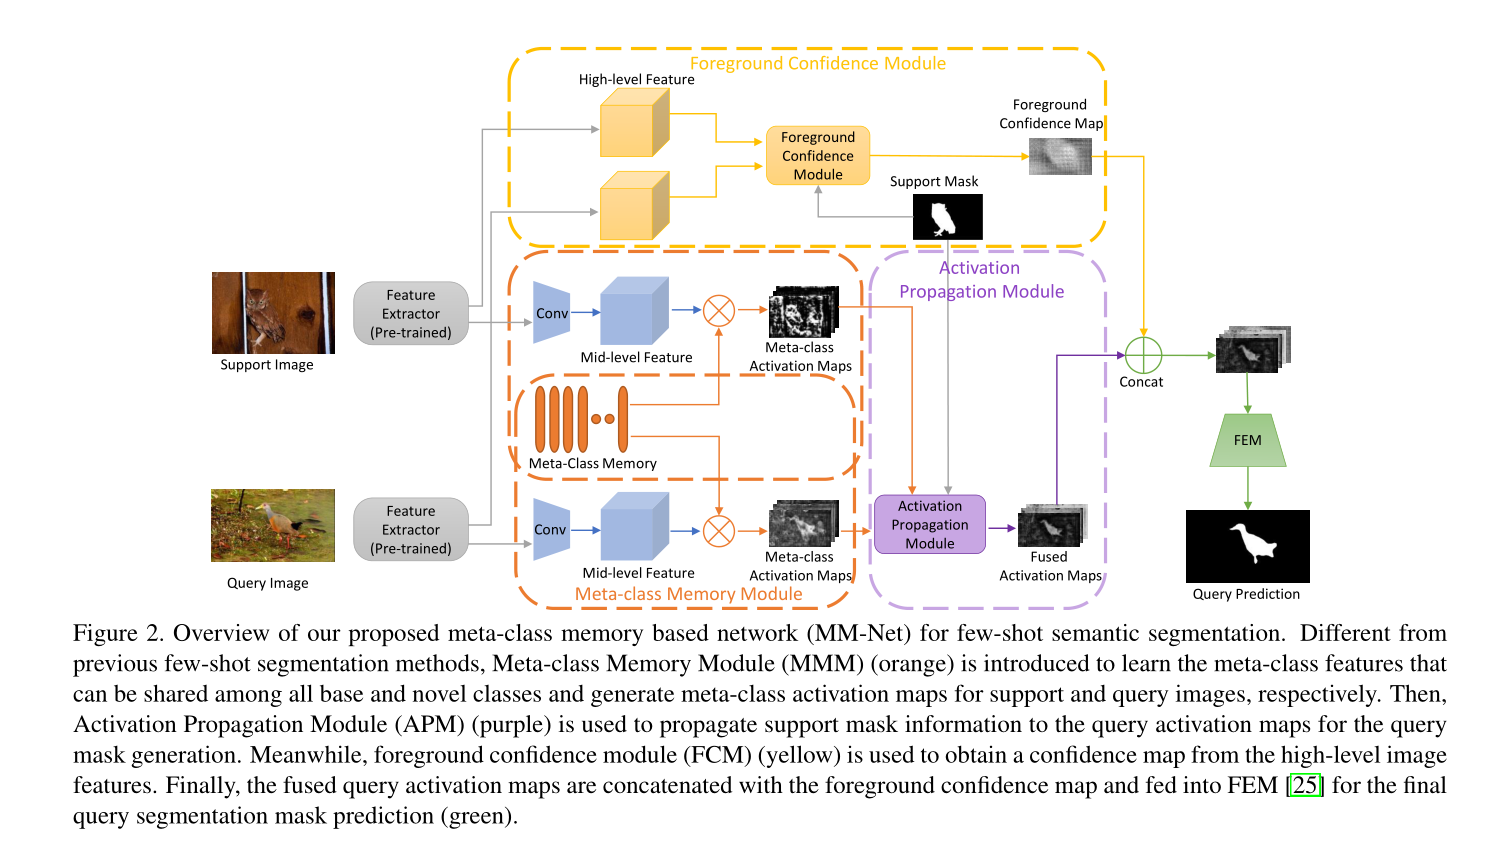 Foreground Confidence Module
High-level Feature
Foreground
Confidence Map
Foreground
Confidence
Module
Support Mask
Activation
Propagation Module
Feature
Extractor
(Pre-trained)
Conv
Support Image
Mid-level Feature
Meta-class
Activation Maps
Concat
Meta-Class Memory
FEM
Feature
Extractor
(Pre-trained)
Conv
Activation
Propagation
Module
Query Image
Mid-level Feature
Meta-class
Activation Maps
Fused
Activation Maps
Meta-class Memory Module
Query Prediction
Figure 2. Overview of our proposed meta-class memory based network (MM-Net) for few-shot semantic segmentation. Different from
previous few-shot segmentation methods, Meta-class Memory Module (MMM) (orange) is introduced to learn the meta-class features that
can be shared among all base and novel classes and generate meta-class activation maps for support and query images, respectively. Then,
Activation Propagation Module (APM) (purple) is used to propagate support mask information to the query activation maps for the query
mask generation. Meanwhile, foreground confidence module (FCM) (yellow) is used to obtain a confidence map from the high-level image
features. Finally, the fused query activation maps are concatenated with the foreground confidence map and fed into FEM [25] for the final
query segmentation mask prediction (green).